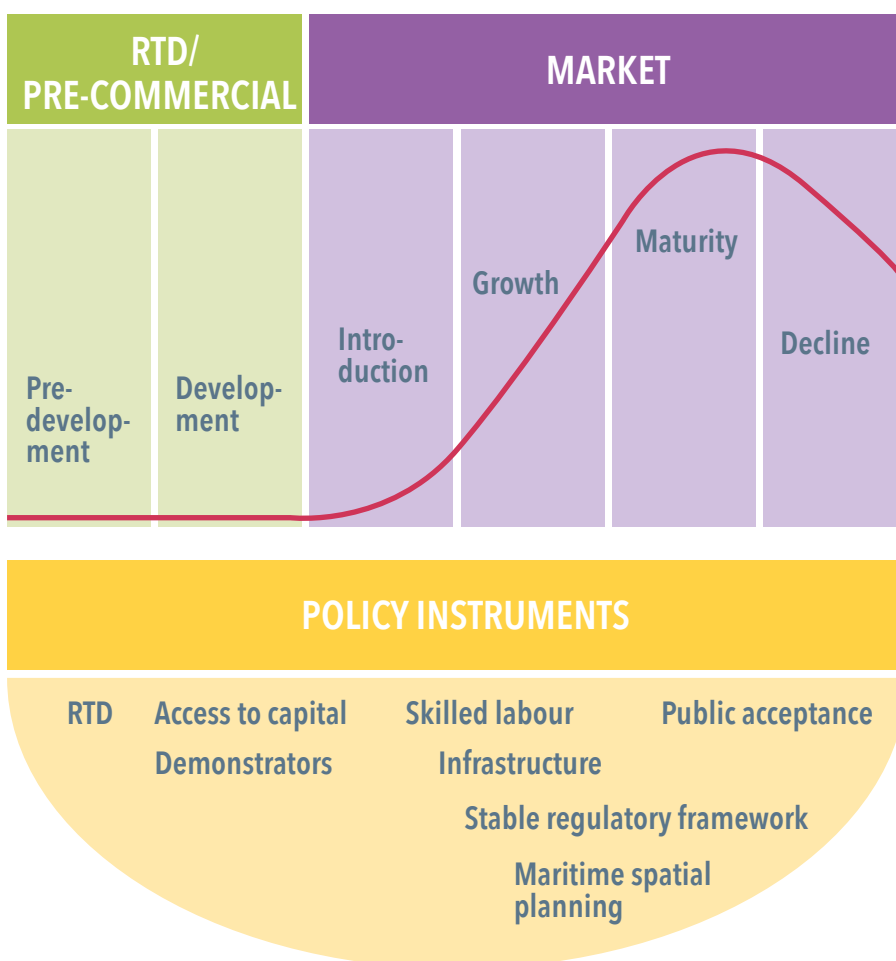 RTD/
PRE-COMMERCIAL
MARKET
Pre-
develop-
ment
Develop-
ment
Intro-
duction
Growth
Maturity
Decline
POLICY INSTRUMENTS
RTD
Access to capital
Skilled labour
Public acceptance
Demonstrators
Infrastructure
Stable regulatory framework
Maritime spatial
planning